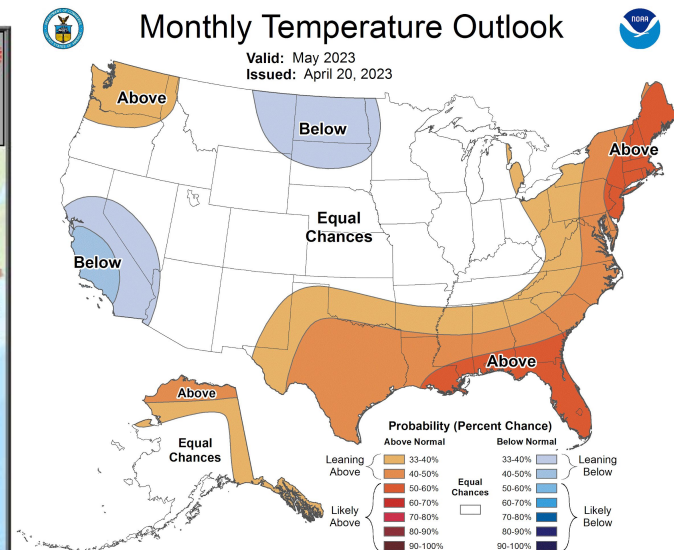 Monthly Temperature Outlook
NOAA
Valid: May 2023
Issued: April 20, 2023
Above
Below
Above
Equal
Chances
Below
Above
Above
Equal
Chances
Probability (Percent Chance)
Above Normal
Below Normal
Leaning
Above
33-40%
40-50%
Likely
Above
50-60%
60-70%
70-80%
80-90%
90-100%
Equal
Chances
33-40%
40-50%
Leaning
Below
50-60%
60-70%
70-80%
80-90%
90-100%
Likely
Below